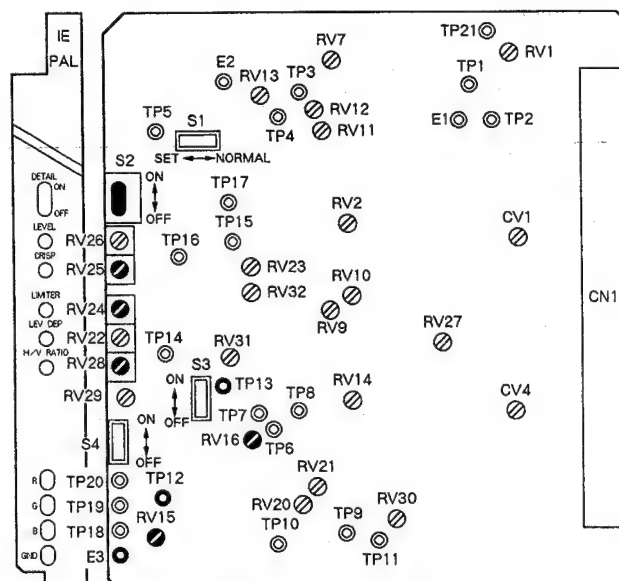 IE
PAL
TP21
RV7
RV1
E2
TP3
RV13
TP1
RV12
TP5
S1
TP4
RV11
E1
TP2
SET NORMAL
S2
DETAIL
ON
OFF
ON
OFF
TP17
LEVEL
RV26
TP15
RV2
CV1
CRISP
RV25
TP16
RV23
RV32
RV10
CN1
LIMITER
RV24
RV9
LEV DEP
RV22
RV27
H/V RATIO
RV28
TP14
RV31
S3
ON
OFF
TP13
RV29
TP7
TP8
RV14
CV4
S4
ON
OFF
RV16
TP6
R
TP20
TP12
RV21
G
TP19
RV20
RV30
B
TP18
RV15
TP10
TP9
GND
E3
TP11